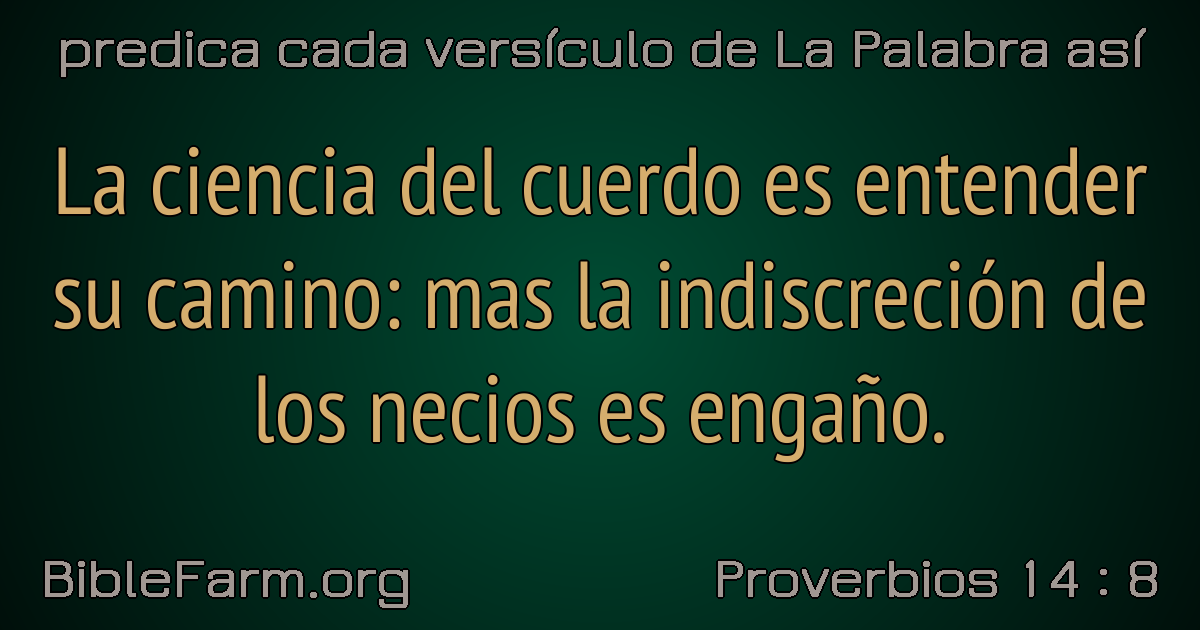 predica cada versículo de La Palabra así
La ciencia del cuerdo es entender
su camino: mas la indiscreción de
los necios es engaño.
BibleFarm.org
Proverbios 14 : 8